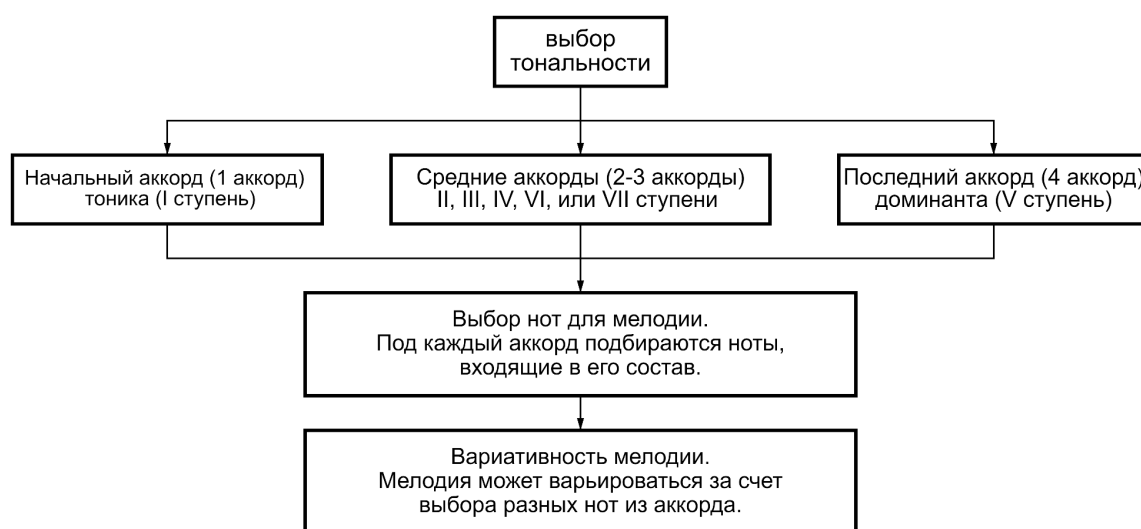 выбор
тональности
Начальный аккорд (1 аккорд)
тоника (I ступень)
Средние аккорды (2-3 аккорды)
II, III, IV, VI, или VII ступени
Последний аккорд (4 аккорд)
доминанта (V ступень)
Выбор нот для мелодии.
Под каждый аккорд подбираются ноты,
входящие в его состав.
Вариативность мелодии.
Мелодия может варьироваться за счет
выбора разных нот из аккорда.